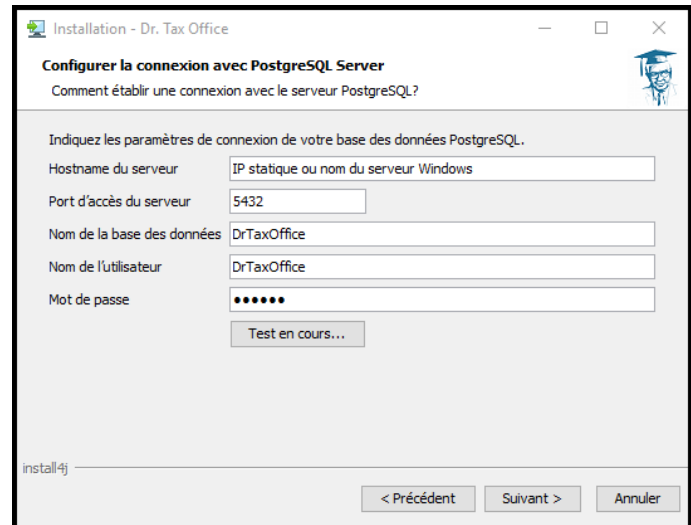 Installation - Dr. Tax Office
Configurer la connexion avec PostgreSQL Server
Comment établir une connexion avec le serveur PostgreSQL?
Indiquez les paramètres de connexion de votre base des données PostgreSQL.
Hostname du serveur IP statique ou nom du serveur Windows
Port d'accès du serveur 5432
Nom de la base des données DrTaxOffice
Nom de l'utilisateur DrTaxOffice
Mot de passe ••••••
Test en cours...
install4j
< Précédent Suivant > Annuler